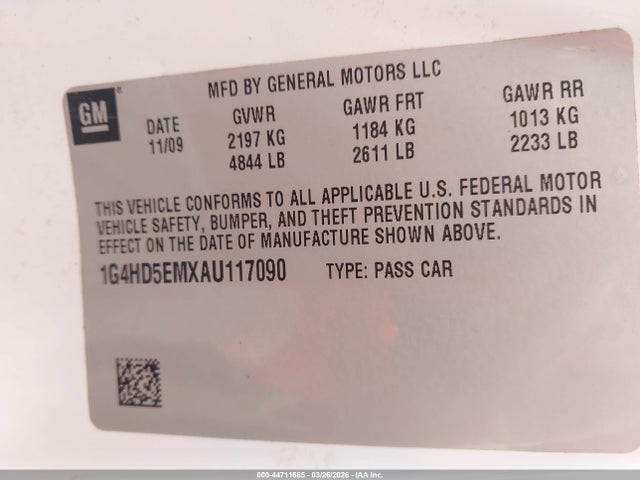 GM
MFD BY GENERAL MOTORS LLC
DATE GVWR GAWR FRT GAWR RR
11/09 2197 KG 1184 KG 1013 KG
4844 LB 2611 LB 2233 LB
THIS VEHICLE CONFORMS TO ALL APPLICABLE U.S. FEDERAL MOTOR
VEHICLE SAFETY, BUMPER, AND THEFT PREVENTION STANDARDS IN
EFFECT ON THE DATE OF MANUFACTURE SHOWN ABOVE.
1G4HD5EMXAU117090 TYPE: PASS CAR
000-44711665 - 03/26/2026 - IAA Inc.